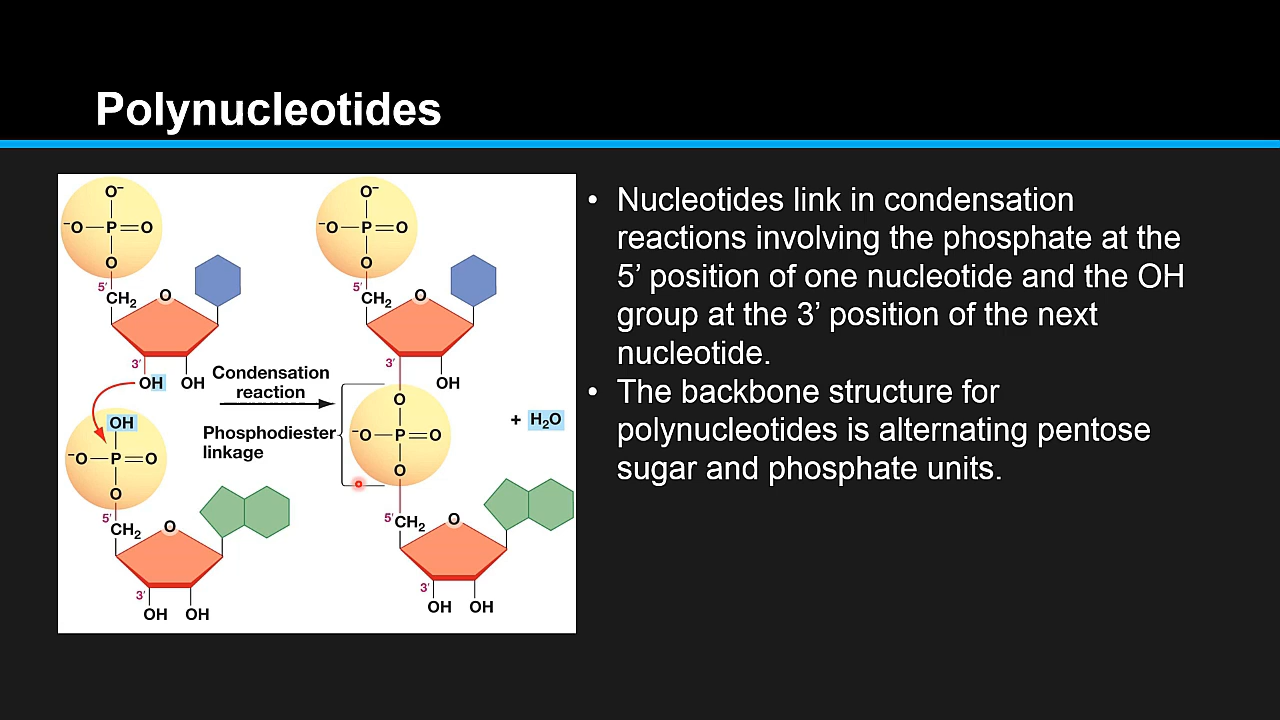 Polynucleotides
O⁻
⁻O—P=O
O
5′
CH₂
O
3′
OH
OH
OH
⁻O—P=O
O
5′
CH₂
O
3′
OH
OH
Condensation
reaction
Phosphodiester
linkage
O⁻
⁻O—P=O
O
5′
CH₂
O
3′
OH
O
⁻O—P=O
O
5′
CH₂
O
3′
OH
OH
+ H₂O
• Nucleotides link in condensation
reactions involving the phosphate at the
5’ position of one nucleotide and the OH
group at the 3’ position of the next
nucleotide.
• The backbone structure for
polynucleotides is alternating pentose
sugar and phosphate units.